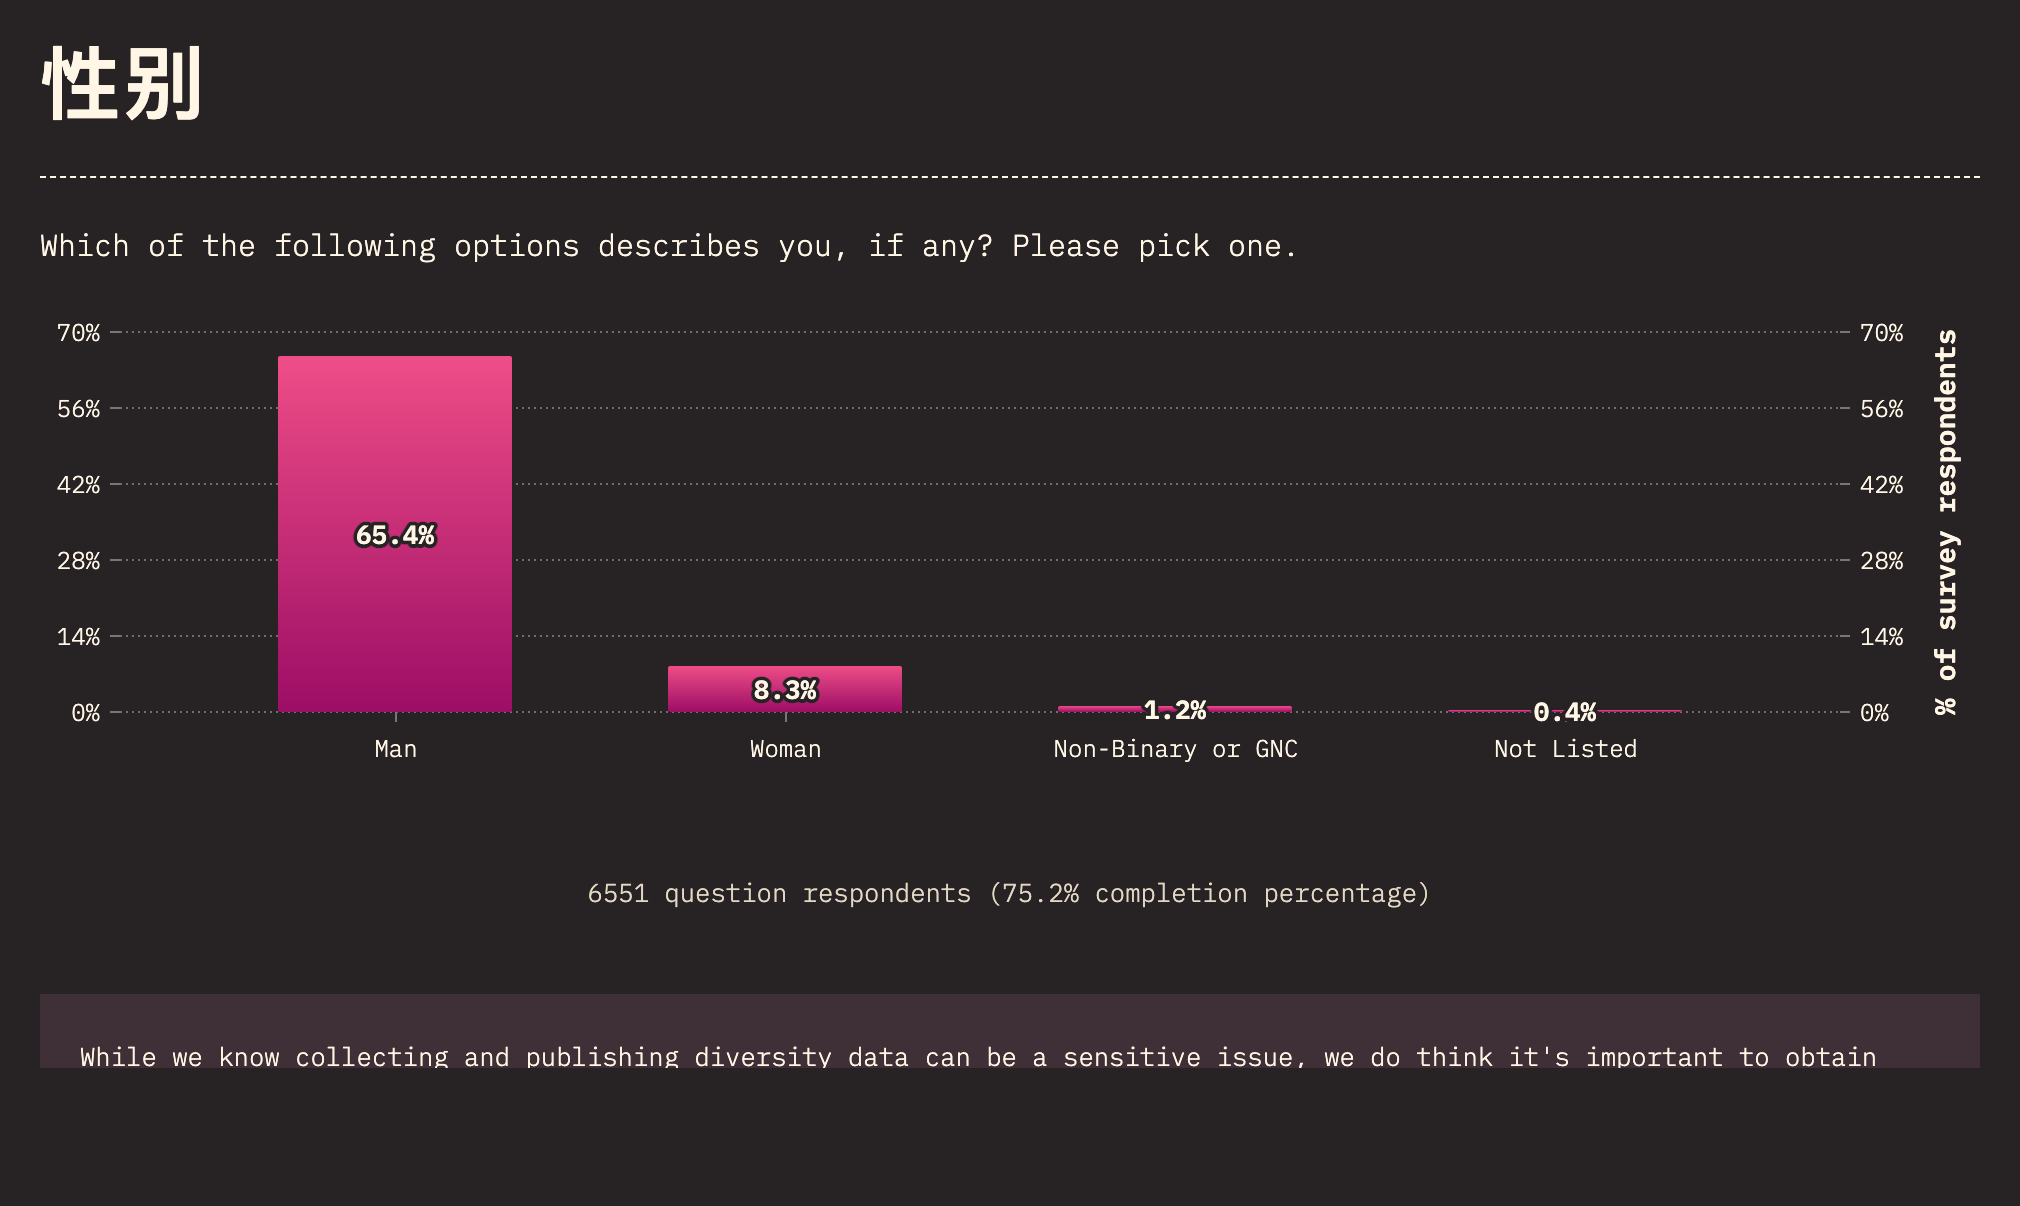 性别
Which of the following options describes you, if any? Please pick one.
70% 70%
56% 56%
42% 42%
28% 28%
14% 14%
0% 0%
% of survey respondents
65.4%
8.3%
1.2%
0.4%
Man Woman Non-Binary or GNC Not Listed
6551 question respondents (75.2% completion percentage)
While we know collecting and publishing diversity data can be a sensitive issue, we do think it's important to obtain